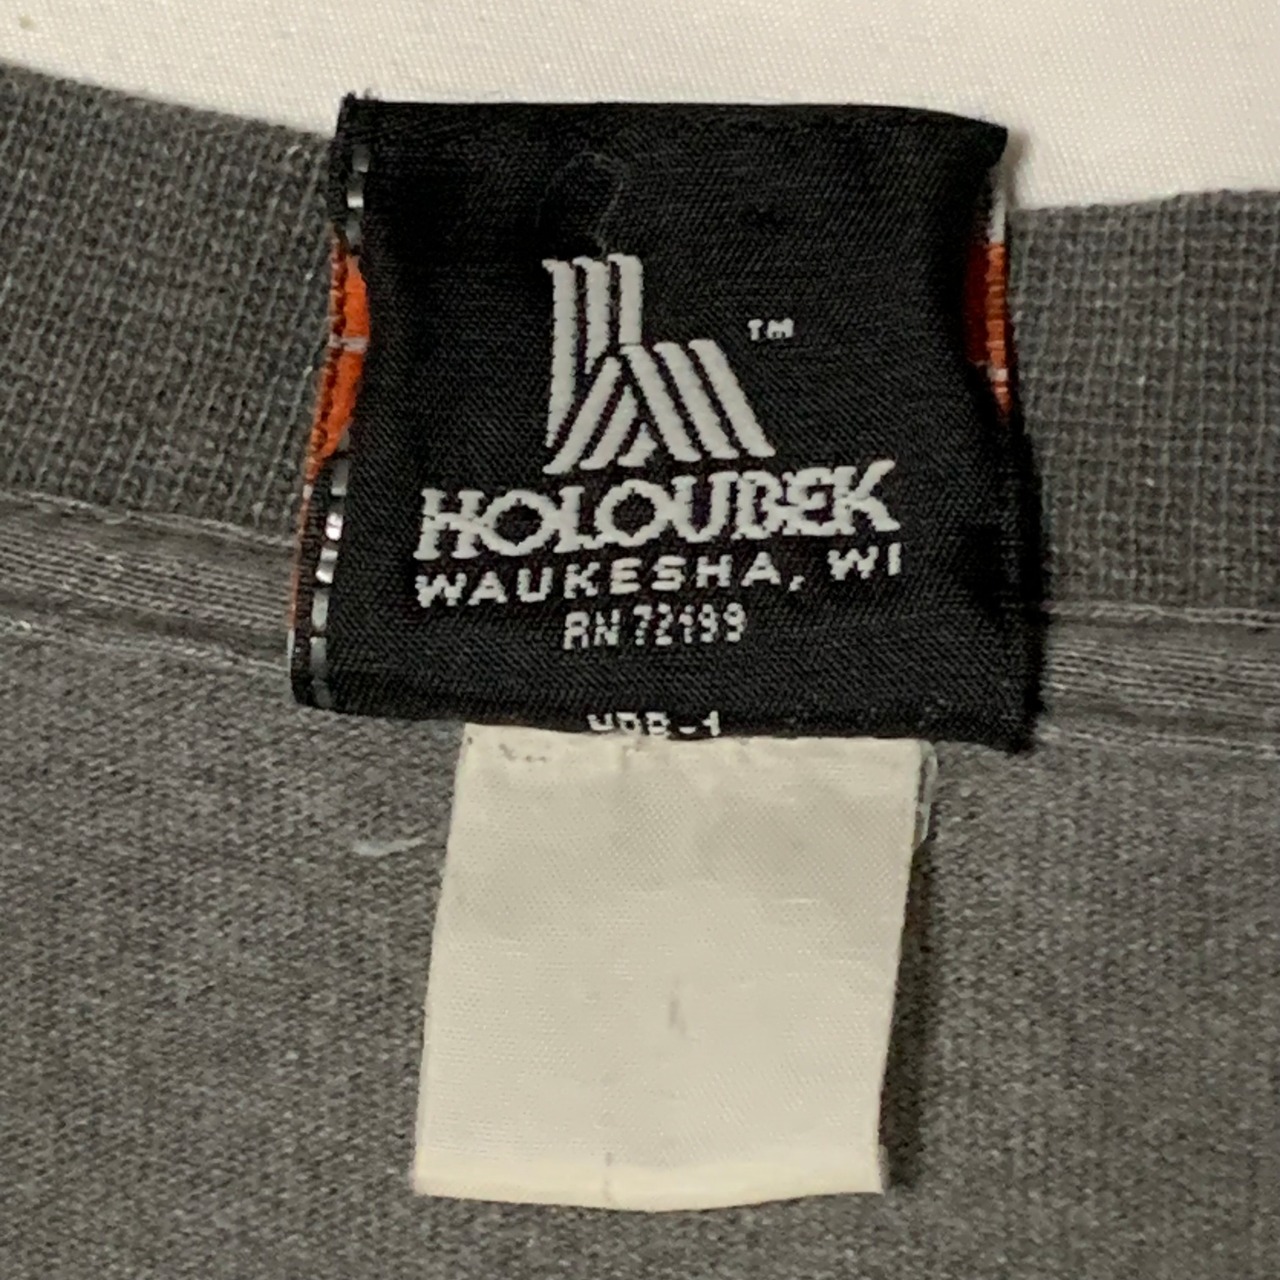 TM
HOLOUBEK
WAUKESHA, WI
RN 72199